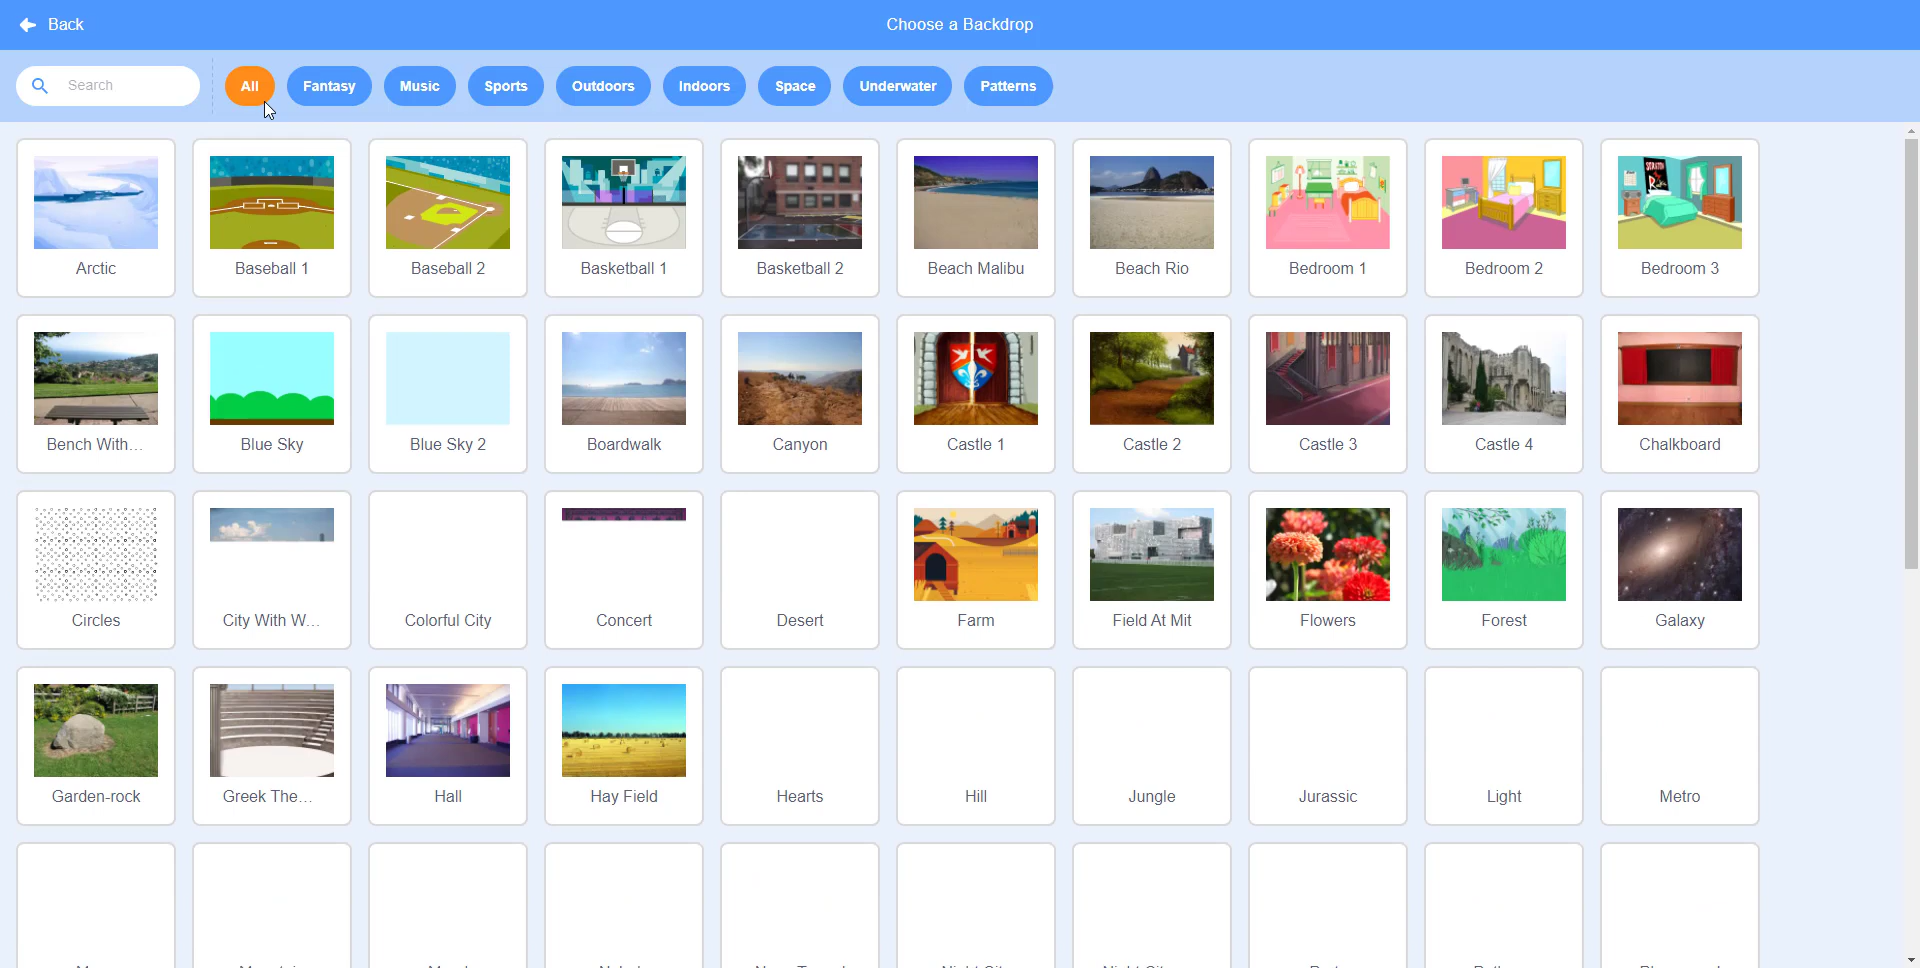 Back
Choose a Backdrop
Search
All
Fantasy
Music
Sports
Outdoors
Indoors
Space
Underwater
Patterns
Arctic
Baseball 1
Baseball 2
Basketball 1
Basketball 2
Beach Malibu
Beach Rio
Bedroom 1
Bedroom 2
Bedroom 3
Bench With...
Blue Sky
Blue Sky 2
Boardwalk
Canyon
Castle 1
Castle 2
Castle 3
Castle 4
Chalkboard
Circles
City With W...
Colorful City
Concert
Desert
Farm
Field At Mit
Flowers
Forest
Galaxy
Garden-rock
Greek The...
Hall
Hay Field
Hearts
Hill
Jungle
Jurassic
Light
Metro